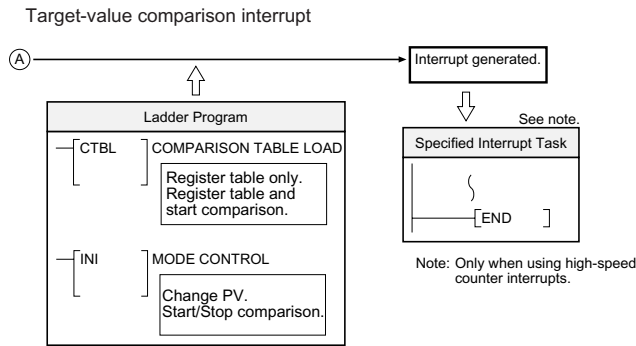 Target-value comparison interrupt
A
Interrupt generated.
Ladder Program
CTBL
COMPARISON TABLE LOAD
Register table only.
Register table and
start comparison.
INI
MODE CONTROL
Change PV.
Start/Stop comparison.
See note.
Specified Interrupt Task
END
Note: Only when using high-speed
counter interrupts.